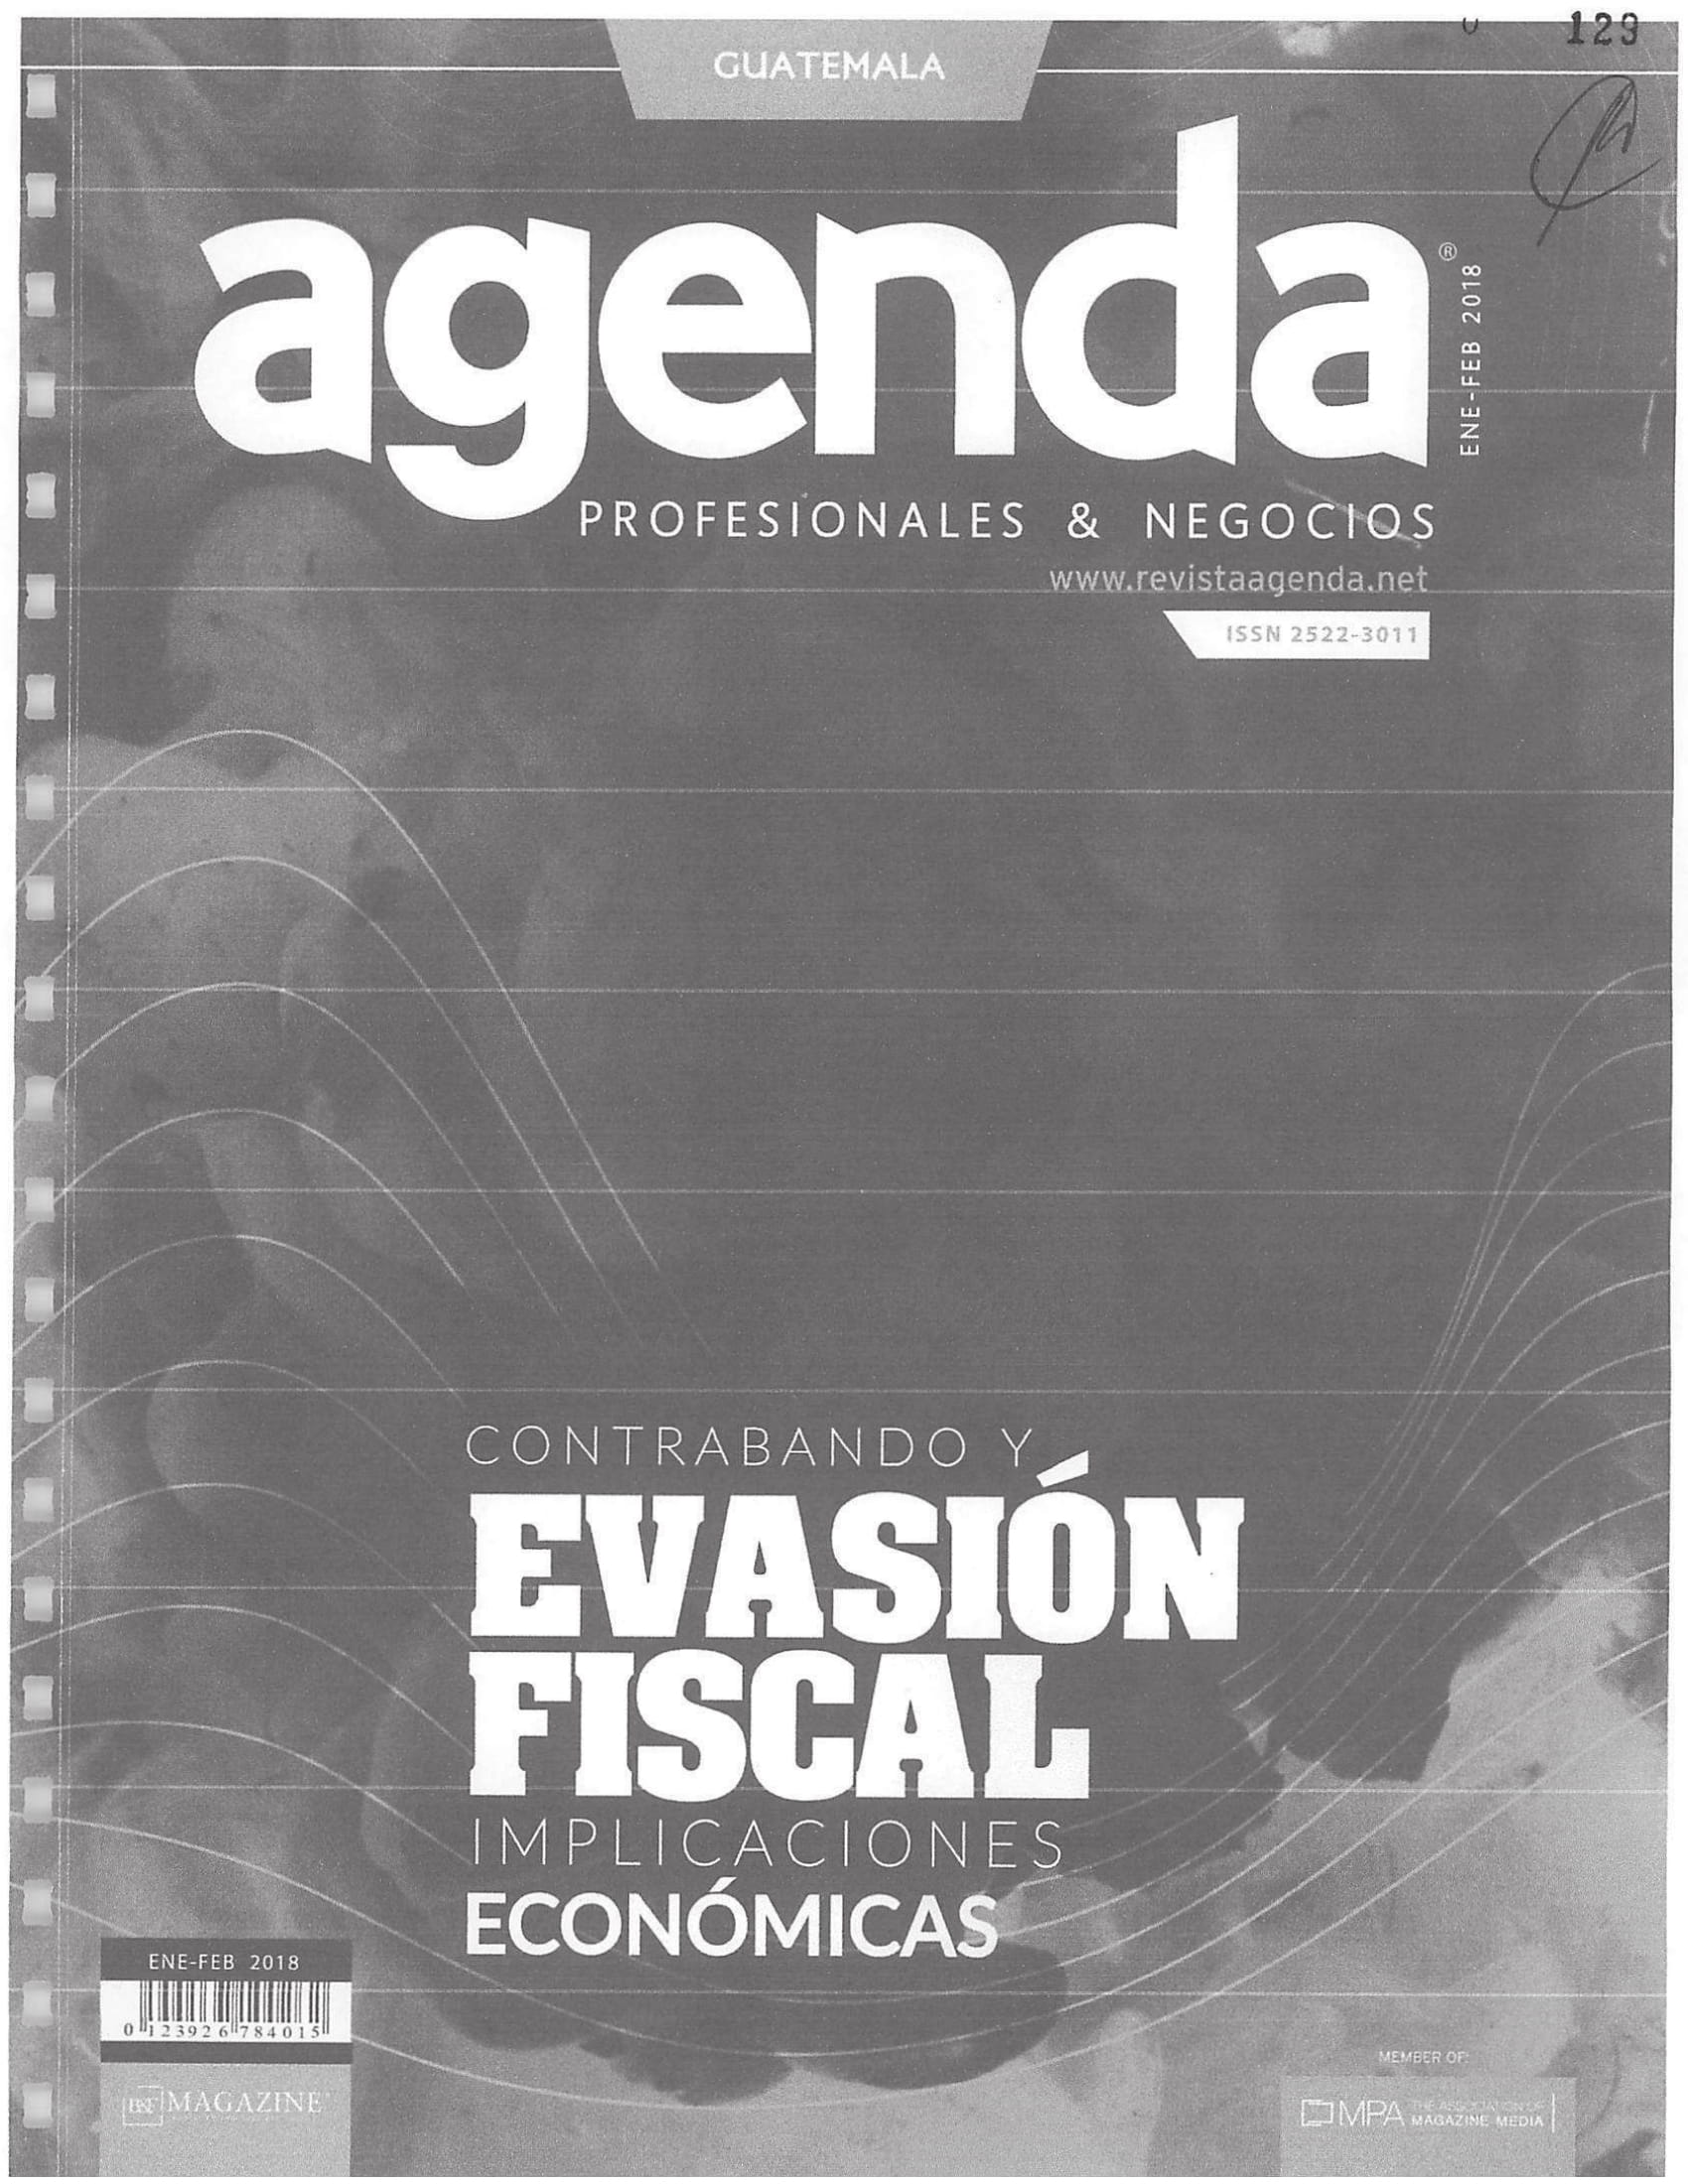 129
GUATEMALA
agenda®
ENE-FEB 2018
PROFESIONALES & NEGOCIOS
www.revistaagenda.net
ISSN 2522-3011
CONTRABANDO Y
EVASIÓN
FISCAL
IMPLICACIONES
ECONÓMICAS
ENE-FEB 2018
0 123926 784015
MAGAZINE
MEMBER OF:
MPA THE ASSOCIATION OF
MAGAZINE MEDIA